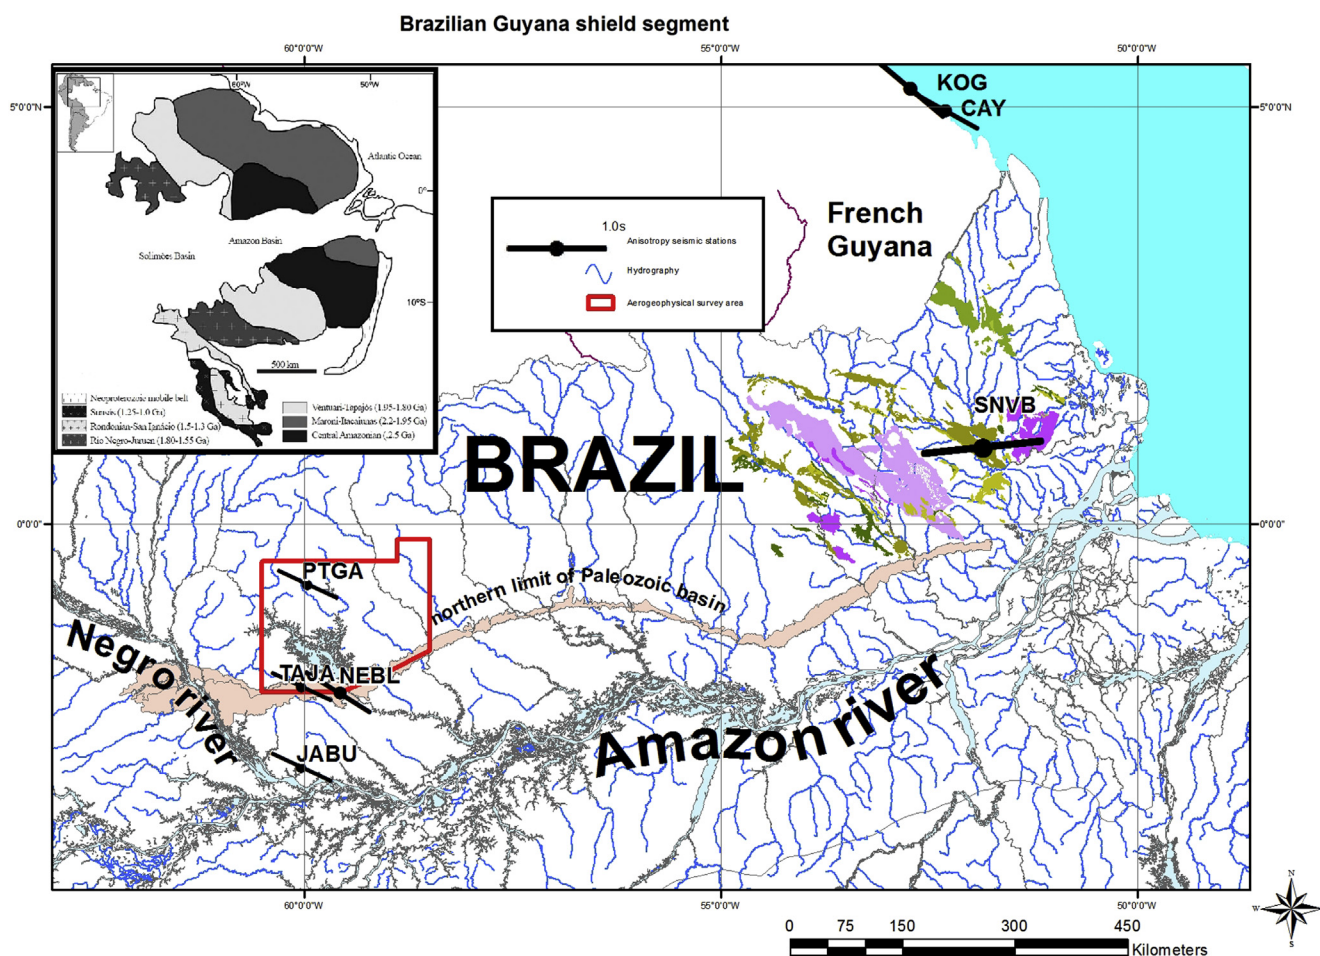 Brazilian Guyana shield segment
60°0'0"W
55°0'0"W
50°0'0"W
5°0'0"N
5°0'0"N
60°W
50°W
Atlantic Ocean
0°
Amazon Basin
Solimões Basin
10°S
500 km
Neoproterozoic mobile belt
Sunsás (1.25-1.0 Ga)
Rondonian-San Ignácio (1.5-1.3 Ga)
Rio Negro-Juruen (1.80-1.55 Ga)
Ventuari-Tapajós (1.95-1.80 Ga)
Maroni-Itacaiunas (2.2-1.95 Ga)
Central Amazonian (2.5 Ga)
1.0s
Anisotropy seismic stations
Hydrography
Aerogeophysical survey area
KOG
CAY
French
Guyana
SNVB
BRAZIL
0°0'0"
0°0'0"
PTGA
northern limit of Paleozoic basin
Negro river
TAJA
NEBL
JABU
Amazon river
60°0'0"W
55°0'0"W
50°0'0"W
N
W
E
S
0
75
150
300
450
Kilometers